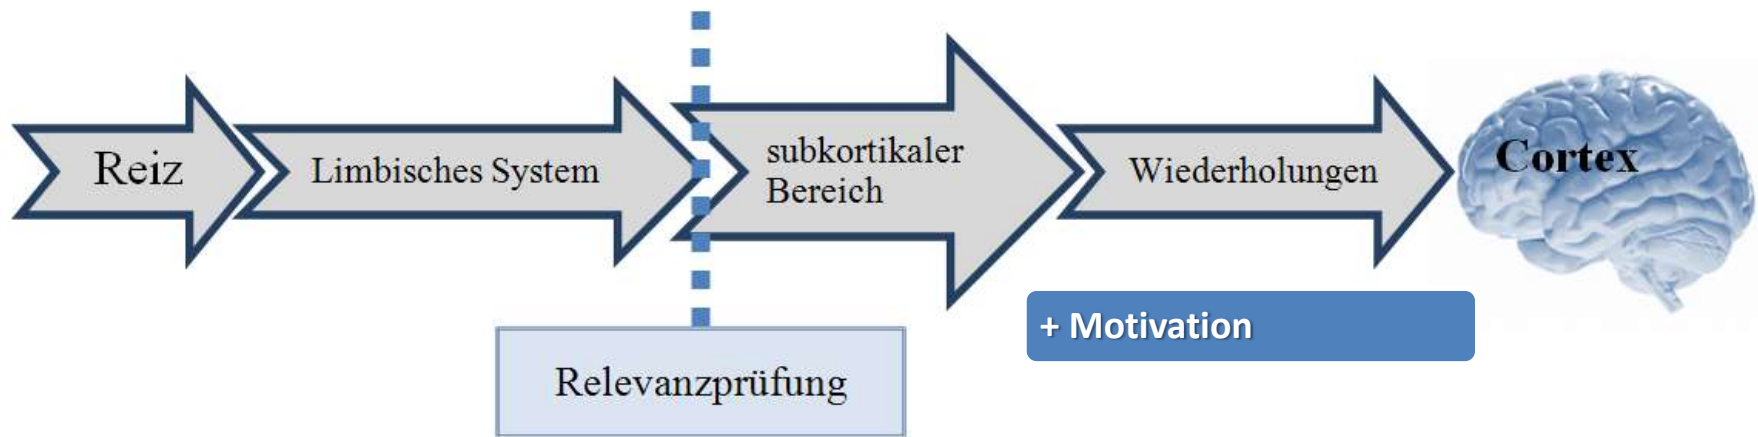 Reiz
Limbisches System
subkortikaler
Bereich
Wiederholungen
Cortex
+ Motivation
Relevanzprüfung